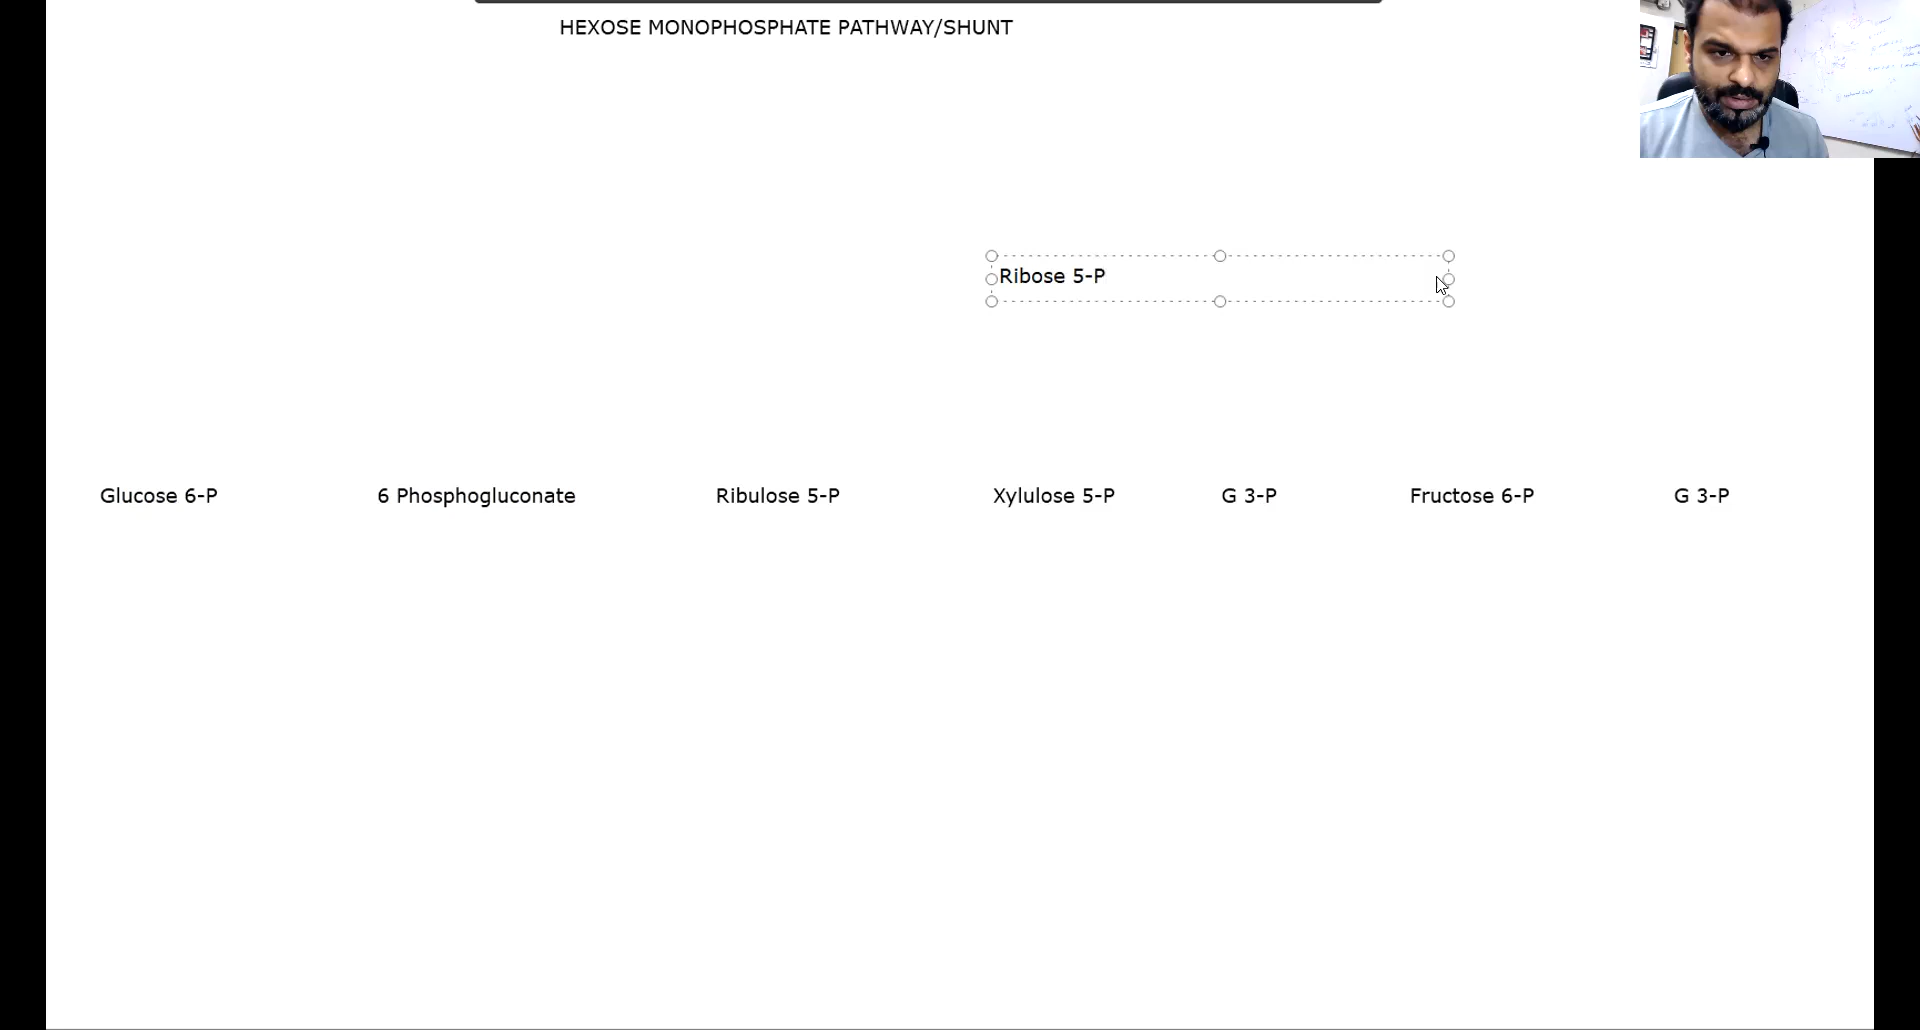 HEXOSE MONOPHOSPHATE PATHWAY/SHUNT
Ribose 5-P
Glucose 6-P 6 Phosphogluconate Ribulose 5-P Xylulose 5-P G 3-P Fructose 6-P G 3-P